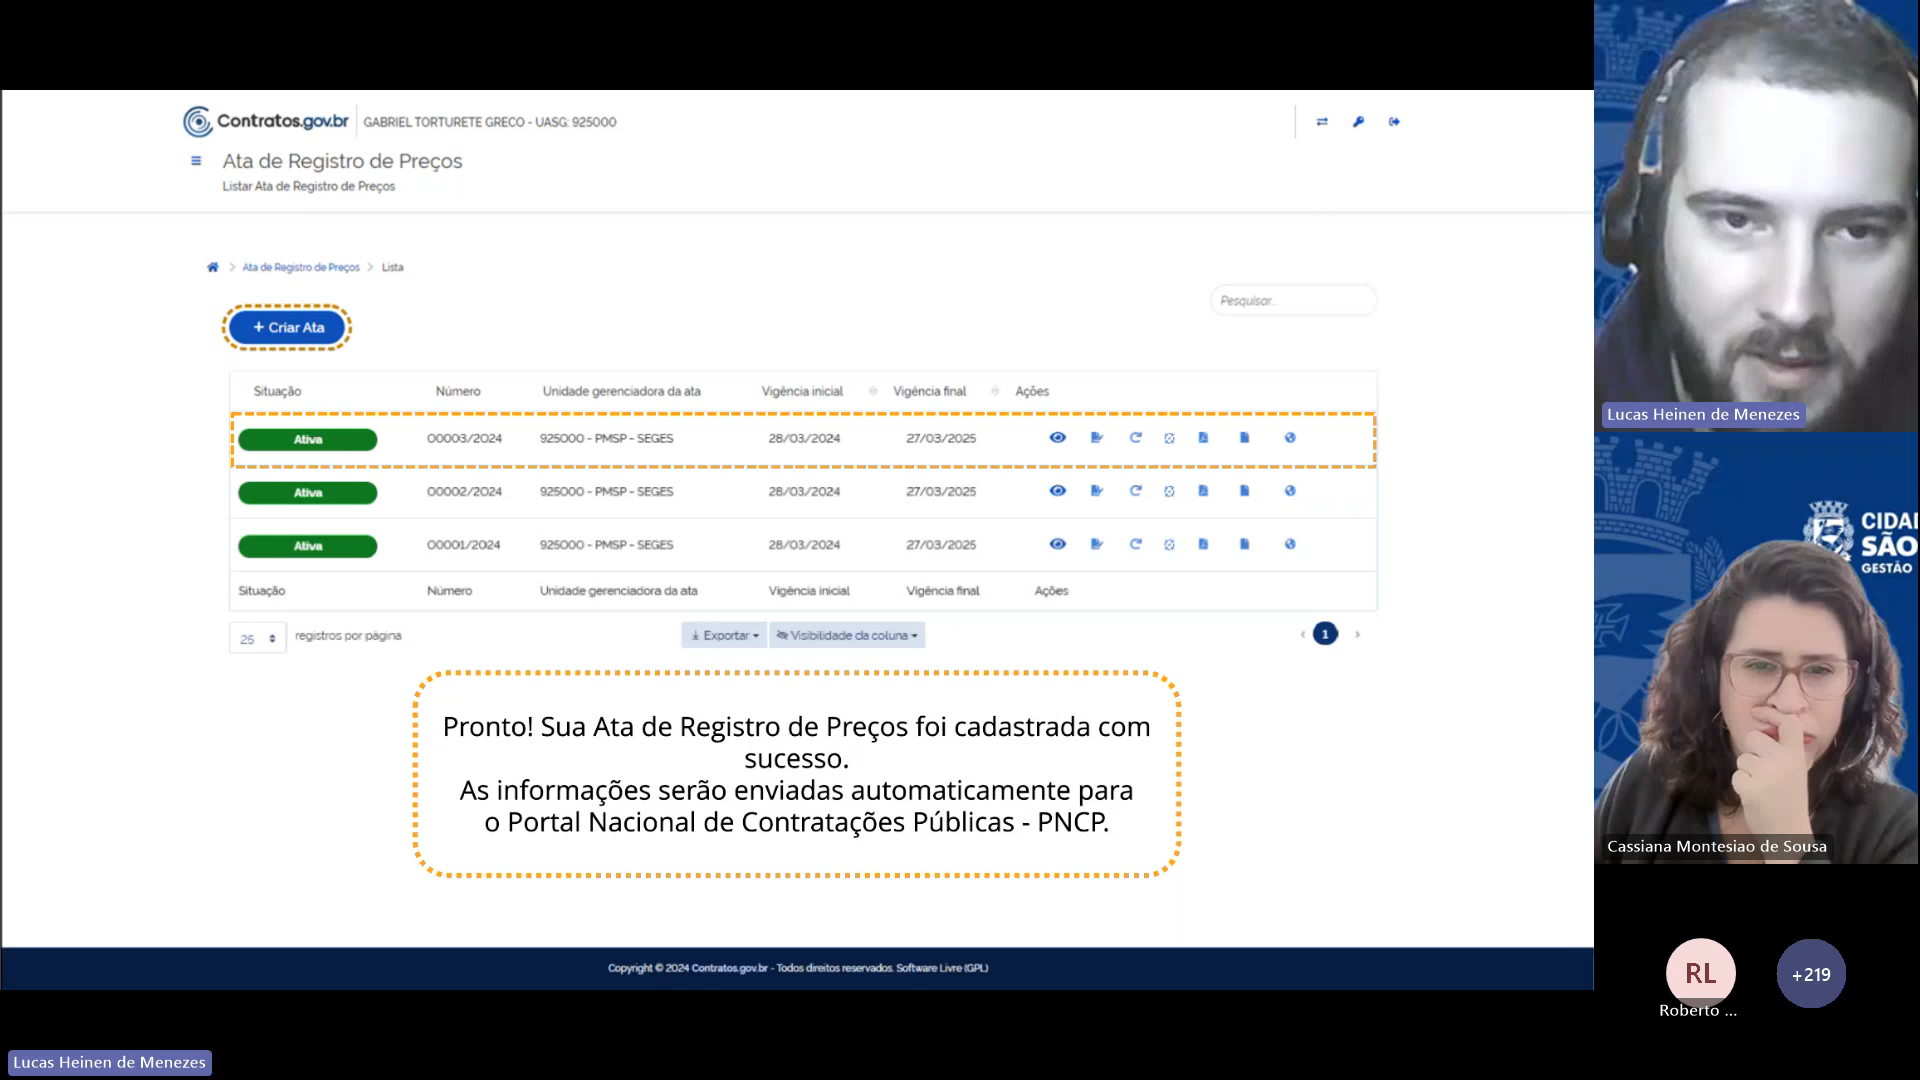 Contratos.gov.br GABRIEL TORTURETE GRECO - UASG: 925000
Ata de Registro de Preços
Listar Ata de Registro de Preços
Ata de Registro de Preços > Lista
Pesquisar...
+ Criar Ata
Situação Número Unidade gerenciadora da ata Vigência inicial Vigência final Ações
Ativa 00003/2024 925000 - PMSP - SEGES 28/03/2024 27/03/2025
Ativa 00002/2024 925000 - PMSP - SEGES 28/03/2024 27/03/2025
Ativa 00001/2024 925000 - PMSP - SEGES 28/03/2024 27/03/2025
Situação Número Unidade gerenciadora da ata Vigência inicial Vigência final Ações
25 registros por página Exportar Visibilidade da coluna < 1 >
Pronto! Sua Ata de Registro de Preços foi cadastrada com
sucesso.
As informações serão enviadas automaticamente para
o Portal Nacional de Contratações Públicas - PNCP.
Copyright © 2024 Contratos.gov.br - Todos direitos reservados. Software Livre (GPL)
Lucas Heinen de Menezes
Lucas Heinen de Menezes
CIDA
SÃO
GESTÃO
Cassiana Montesiao de Sousa
RL
+219
Roberto ...